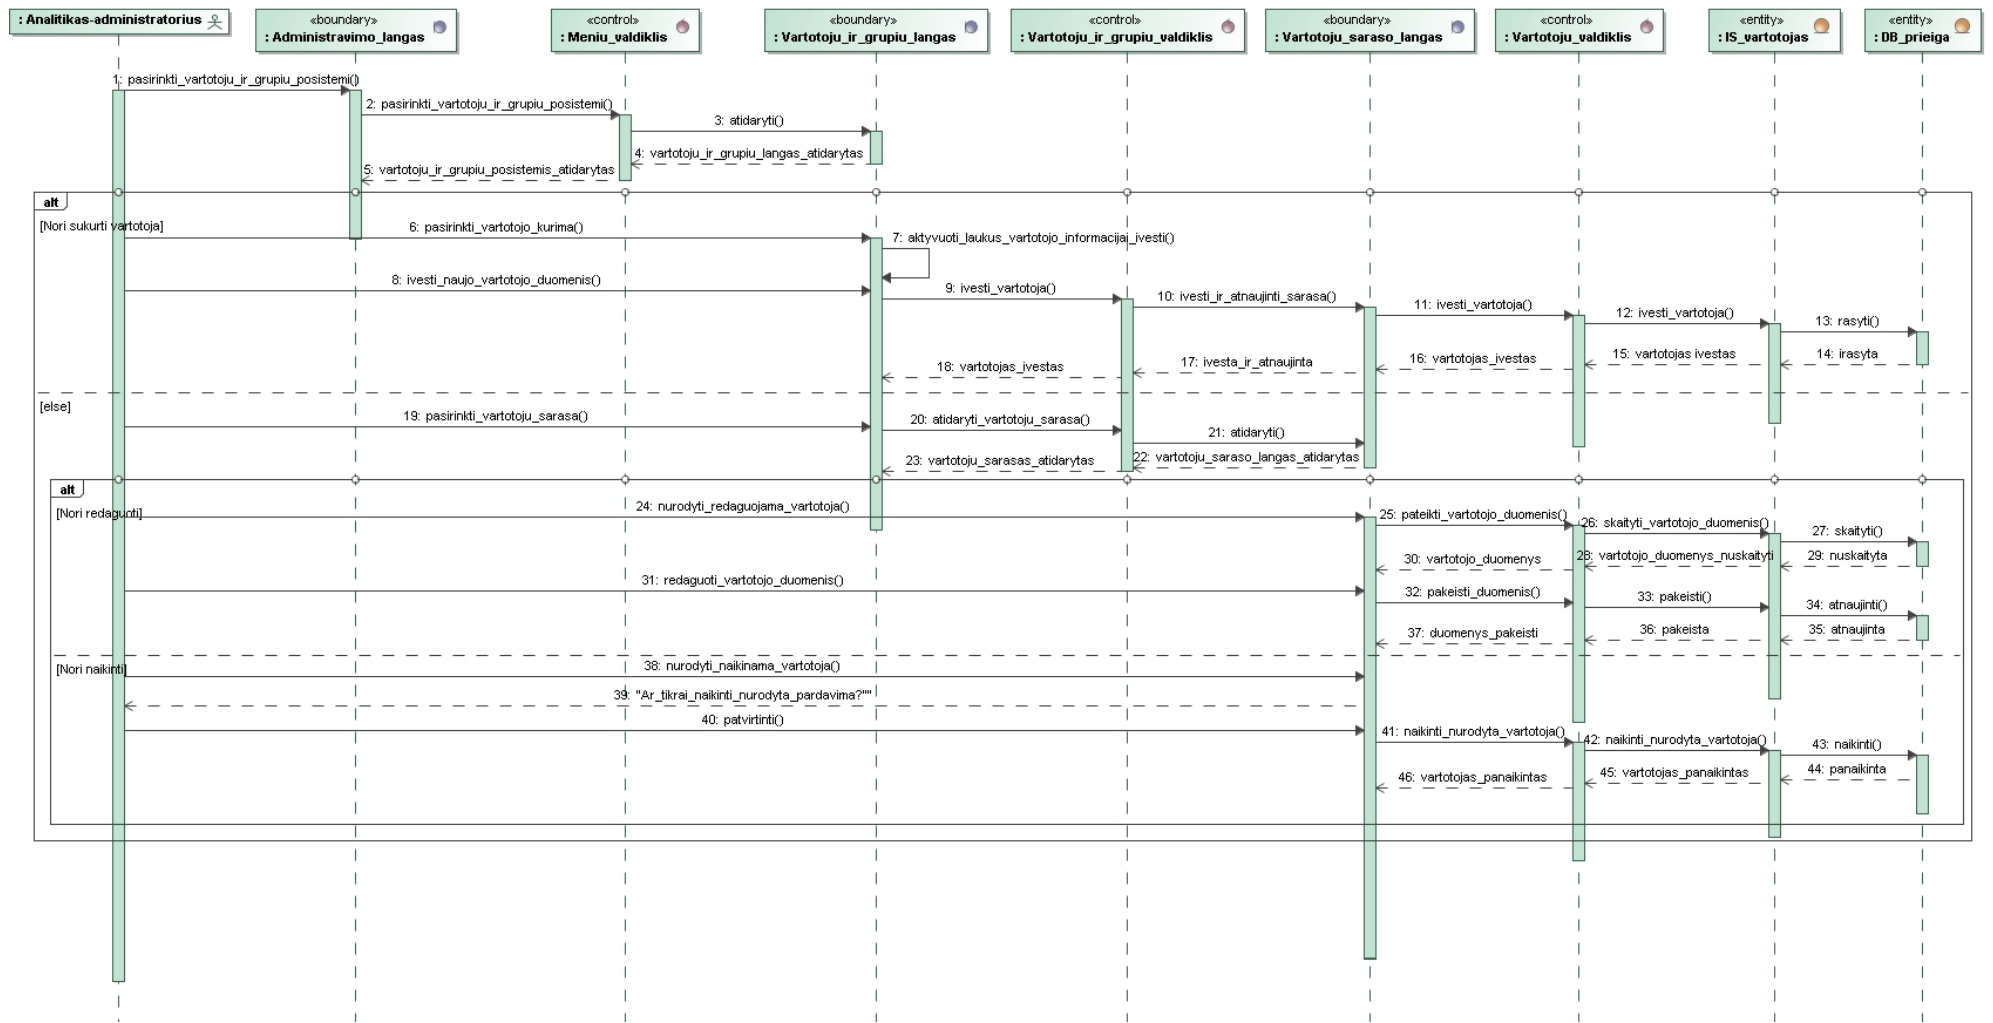 : Analitikas-administratorius
«boundary»
: Administravimo_langas
«control»
: Meniu_valdiklis
«boundary»
: Vartotoju_ir_grupiu_langas
«control»
: Vartotoju_ir_grupiu_valdiklis
«boundary»
: Vartotoju_saraso_langas
«control»
: Vartotoju_valdiklis
«entity»
: IS_vartotojas
«entity»
: DB_prieiga
1: pasirinkti_vartotoju_ir_grupiu_posistemi()
2: pasirinkti_vartotoju_ir_grupiu_posistemi()
3: atidaryti()
4: vartotoju_ir_grupiu_langas_atidarytas
5: vartotoju_ir_grupiu_posistemis_atidarytas
alt
[Nori sukurti vartotoja]
6: pasirinkti_vartotojo_kurima()
7: aktyvuoti_laukus_vartotojo_informacijai_ivesti()
8: ivesti_naujo_vartotojo_duomenis()
9: ivesti_vartotoja()
10: ivesti_ir_atnaujinti_sarasa()
11: ivesti_vartotoja()
12: ivesti_vartotoja()
13: rasyti()
14: irasyta
15: vartotojas ivestas
16: vartotojas_ivestas
17: ivesta_ir_atnaujinta
18: vartotojas_ivestas
[else]
19: pasirinkti_vartotoju_sarasa()
20: atidaryti_vartotoju_sarasa()
21: atidaryti()
22: vartotoju_saraso_langas_atidarytas
23: vartotoju_sarasas_atidarytas
alt
[Nori redaguoti]
24: nurodyti_redaguojama_vartotoja()
25: pateikti_vartotojo_duomenis()
26: skaityti_vartotojo_duomenis()
27: skaityti()
28: vartotojo_duomenys_nuskaityti
29: nuskaityta
30: vartotojo_duomenys
31: redaguoti_vartotojo_duomenis()
32: pakeisti_duomenis()
33: pakeisti()
34: atnaujinti()
35: atnaujinta
36: pakeista
37: duomenys_pakeisti
[Nori naikinti]
38: nurodyti_naikinama_vartotoja()
39: "Ar_tikrai_naikinti_nurodyta_pardavima?""
40: patvirtinti()
41: naikinti_nurodyta_vartotoja()
42: naikinti_nurodyta_vartotoja()
43: naikinti()
44: panaikinta
45: vartotojas_panaikintas
46: vartotojas_panaikintas